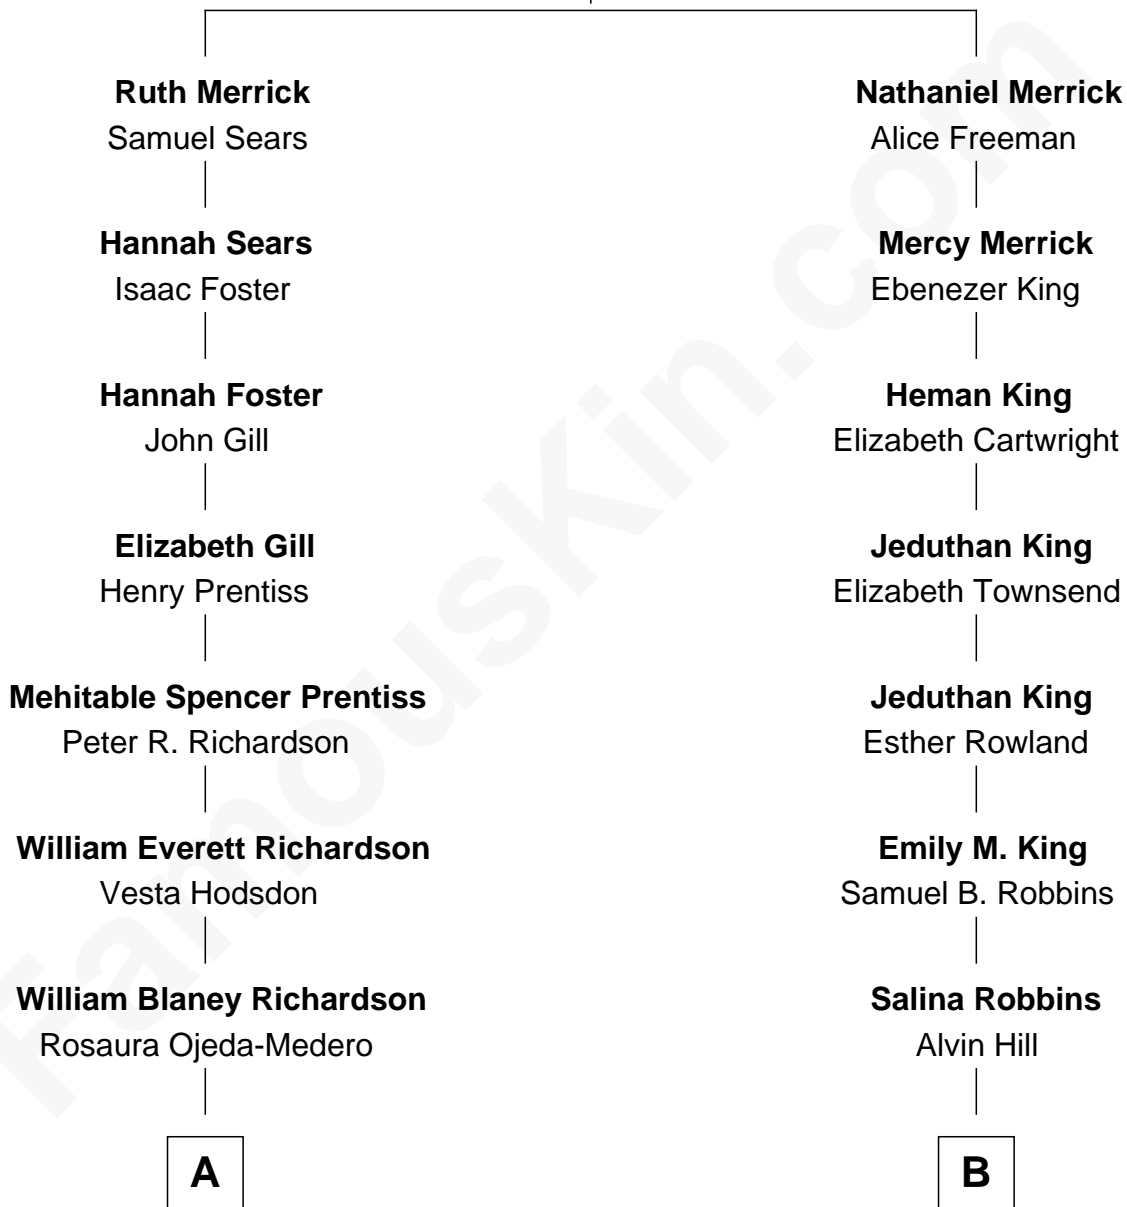 Ruth Merrick
Samuel Sears
Nathaniel Merrick
Alice Freeman
Hannah Sears
Isaac Foster
Mercy Merrick
Ebenezer King
Hannah Foster
John Gill
Heman King
Elizabeth Cartwright
Elizabeth Gill
Henry Prentiss
Jeduthan King
Elizabeth Townsend
Mehitable Spencer Prentiss
Peter R. Richardson
Jeduthan King
Esther Rowland
William Everett Richardson
Vesta Hodsdon
Emily M. King
Samuel B. Robbins
William Blaney Richardson
Rosaura Ojeda-Medero
Salina Robbins
Alvin Hill
A
B
FamousKin.com